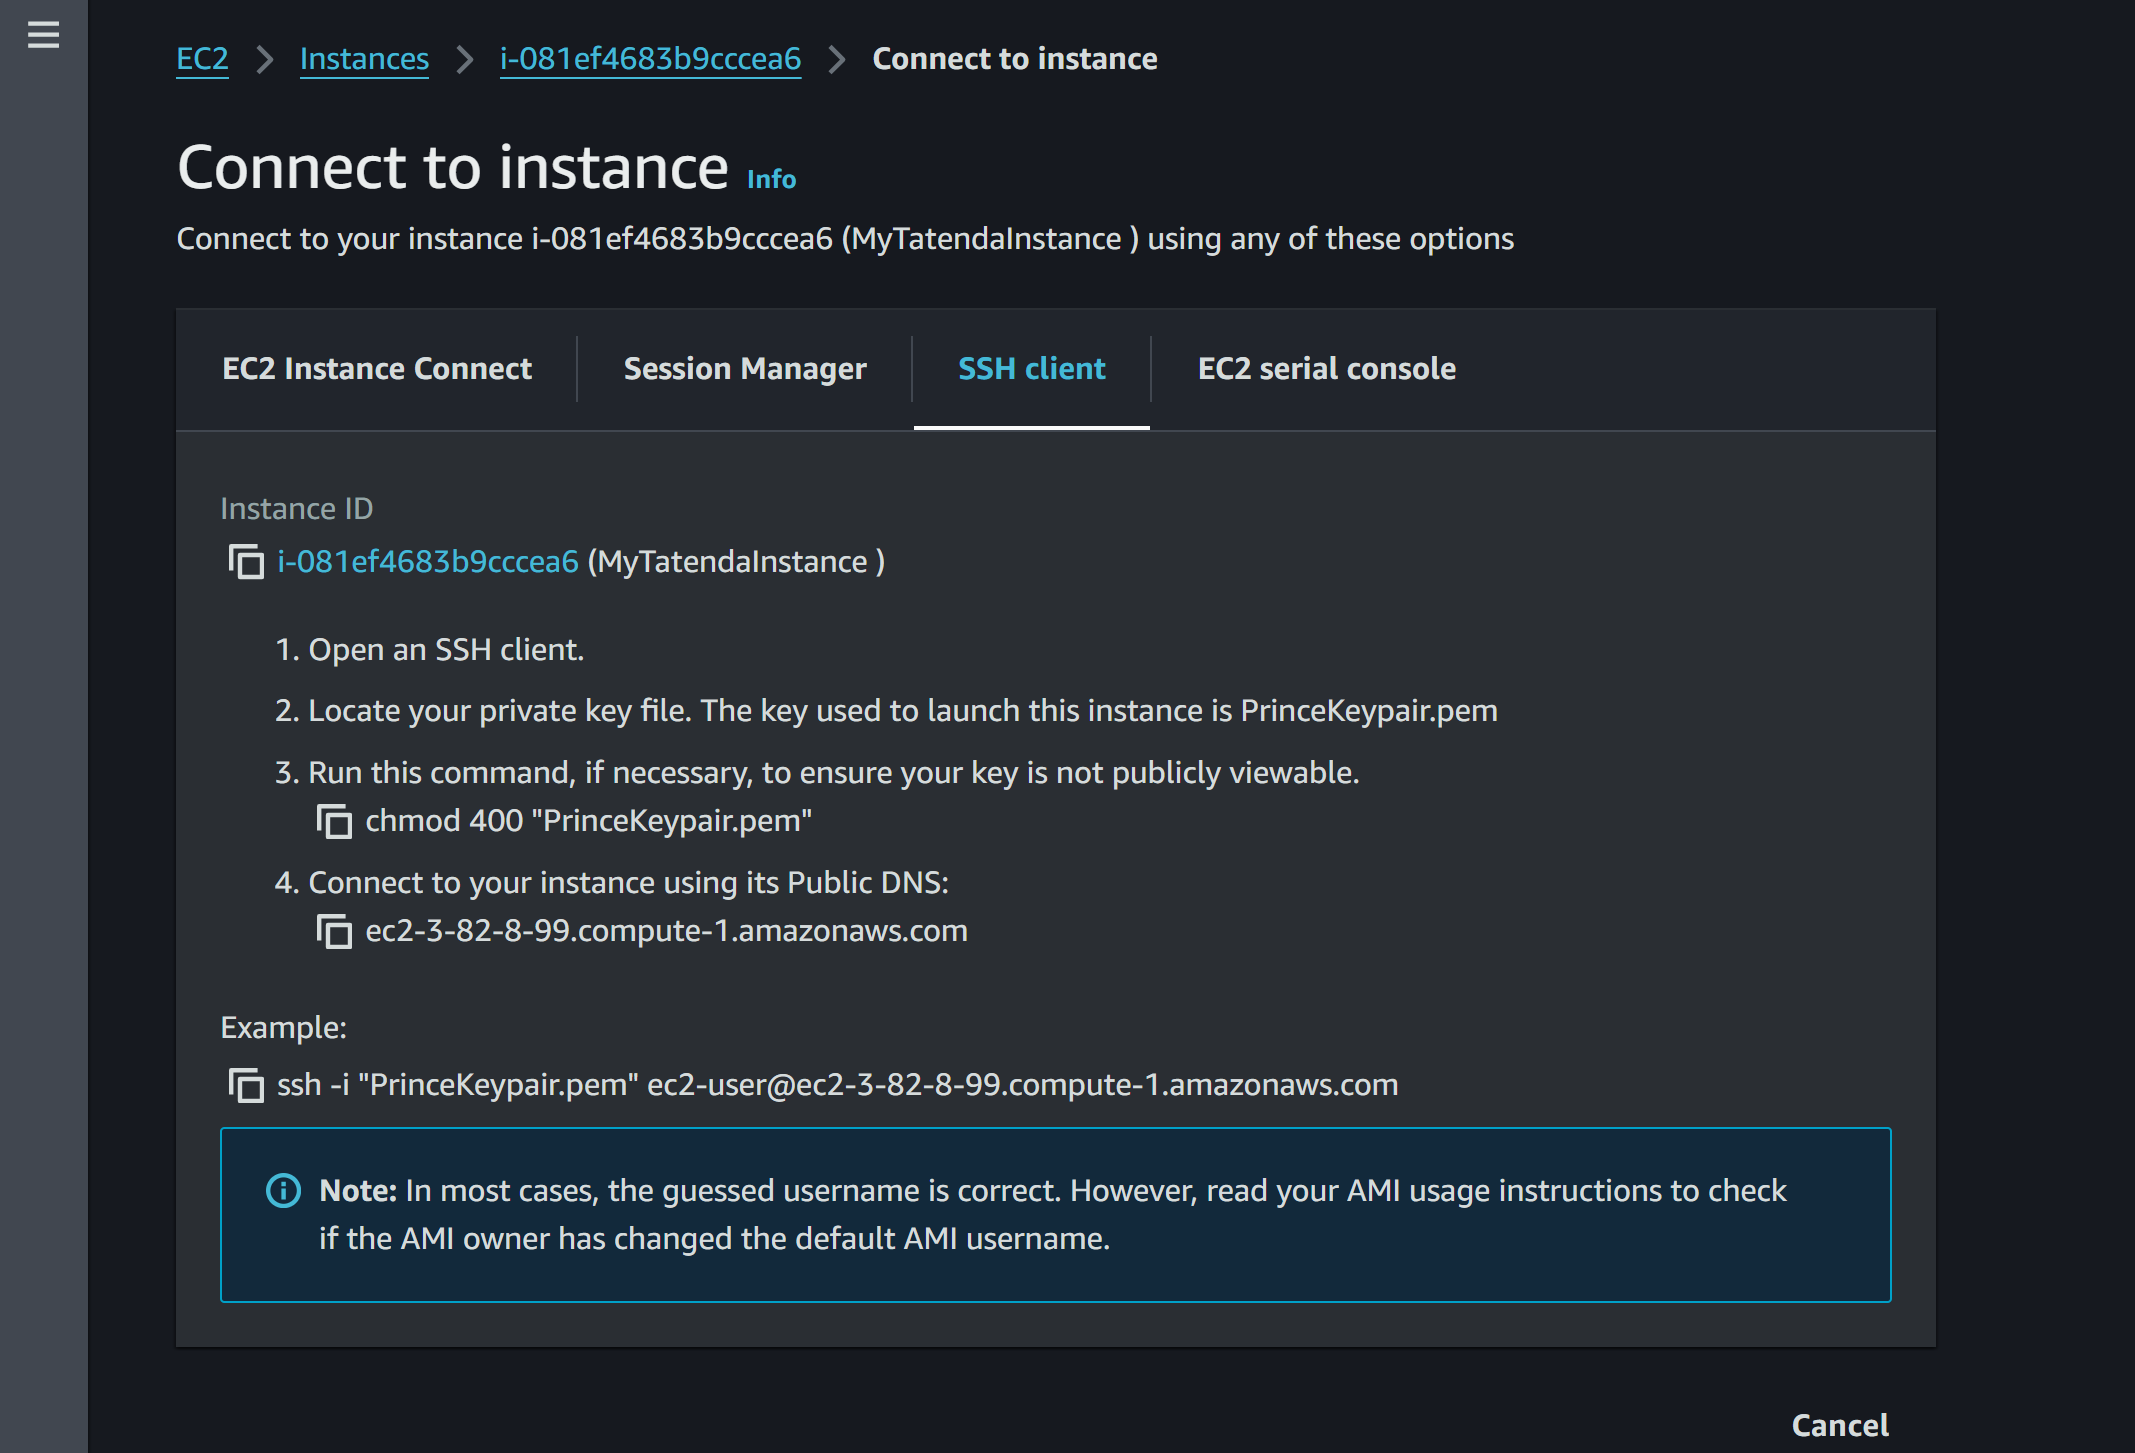 EC2 > Instances > i-081ef4683b9cccea6 > Connect to instance
Connect to instance Info
Connect to your instance i-081ef4683b9cccea6 (MyTatendaInstance ) using any of these options
EC2 Instance Connect
Session Manager
SSH client
EC2 serial console
Instance ID
i-081ef4683b9cccea6 (MyTatendaInstance )
1. Open an SSH client.
2. Locate your private key file. The key used to launch this instance is PrinceKeypair.pem
3. Run this command, if necessary, to ensure your key is not publicly viewable.
chmod 400 "PrinceKeypair.pem"
4. Connect to your instance using its Public DNS:
ec2-3-82-8-99.compute-1.amazonaws.com
Example:
ssh -i "PrinceKeypair.pem" ec2-user@ec2-3-82-8-99.compute-1.amazonaws.com
Note: In most cases, the guessed username is correct. However, read your AMI usage instructions to check
if the AMI owner has changed the default AMI username.
Cancel